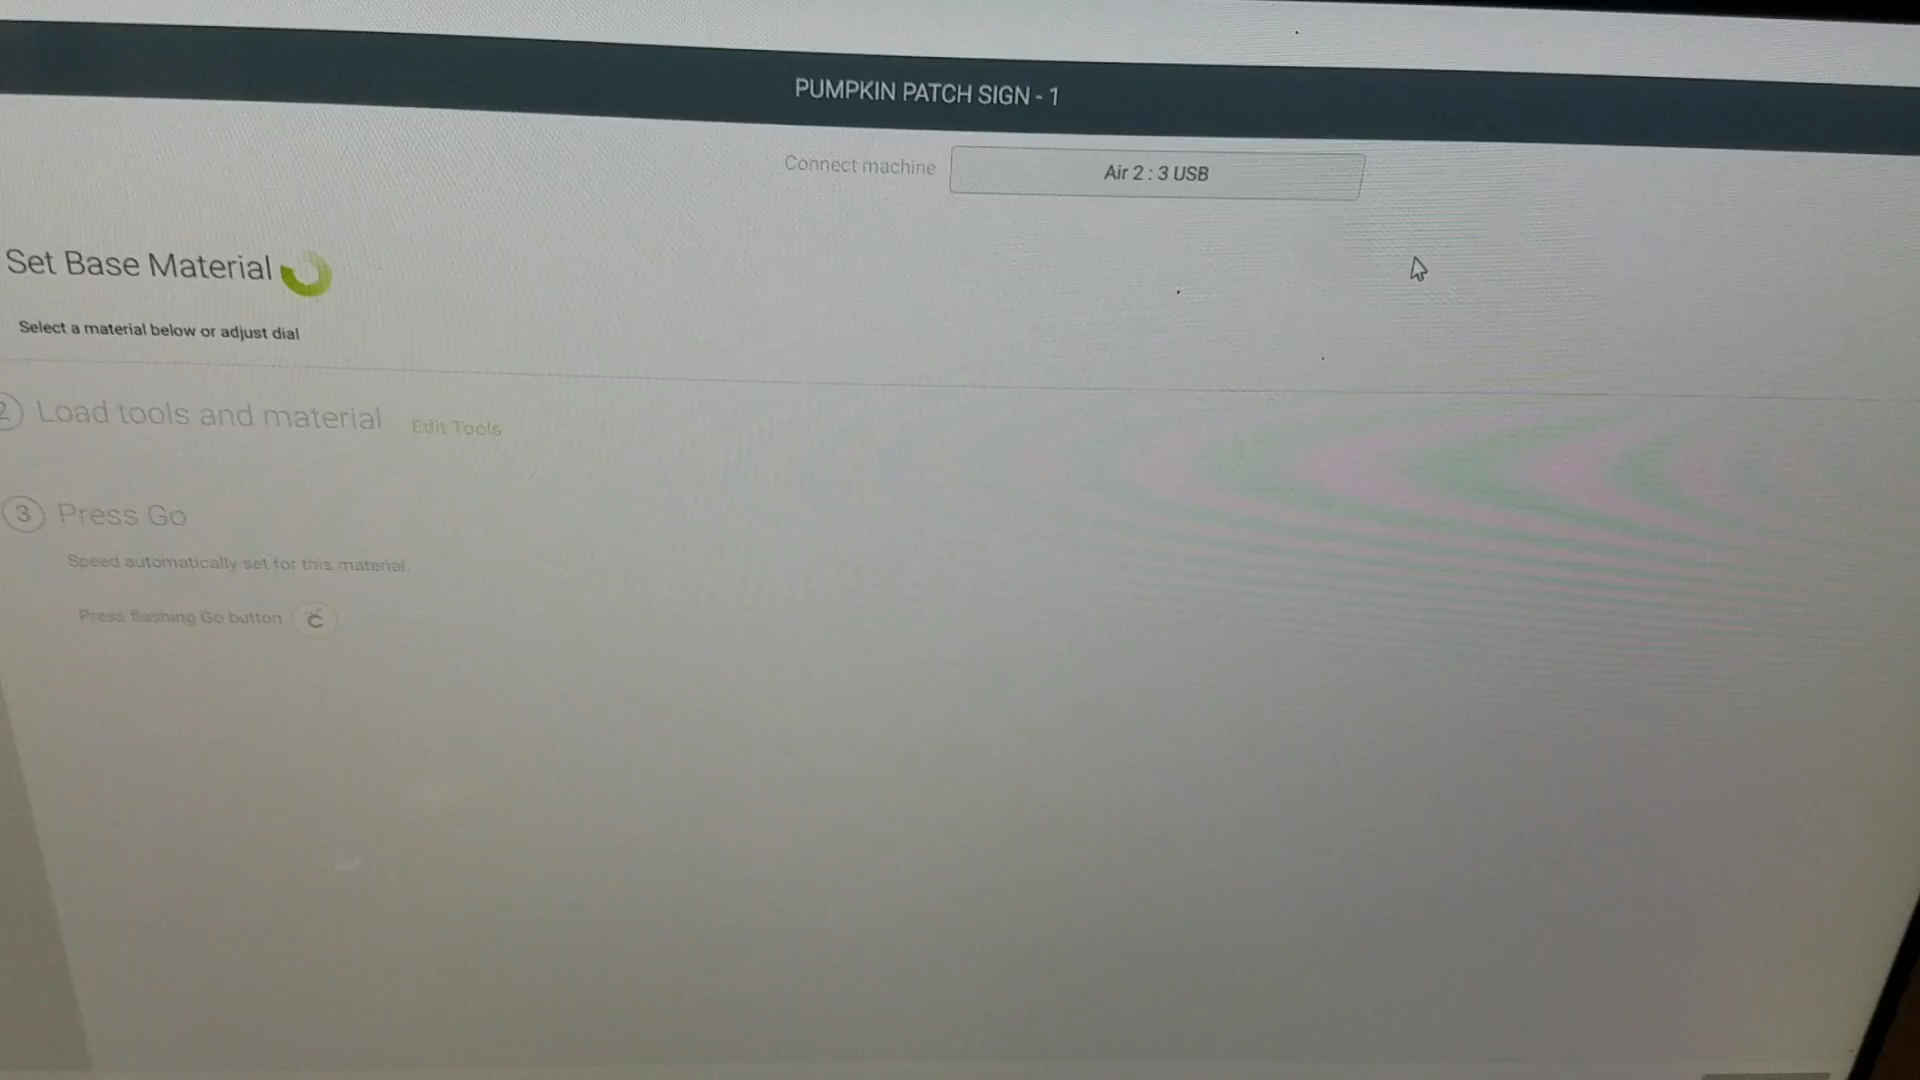 PUMPKIN PATCH SIGN - 1
Connect machine Air 2 : 3 USB
Set Base Material
Select a material below or adjust dial
2 Load tools and material Edit Tools
3 Press Go
Speed automatically set for this material.
Press flashing Go button